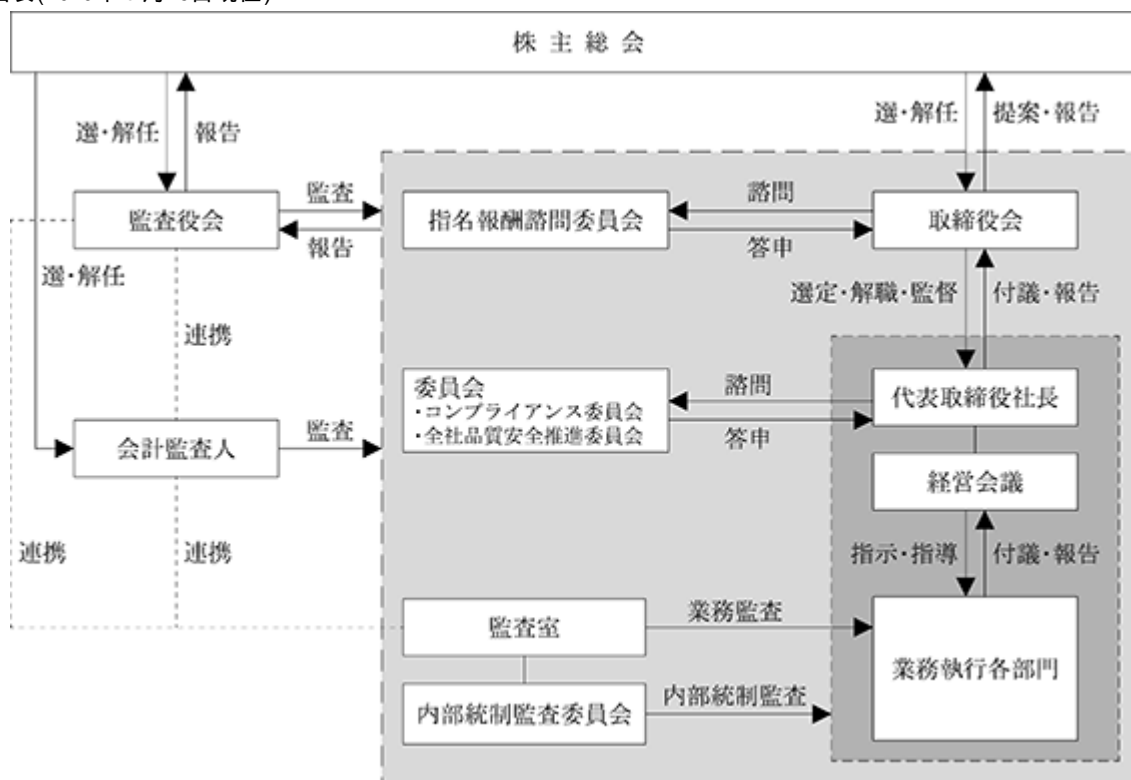 株主総会
選・解任
報告
選・解任
提案・報告
監査役会
監査
報告
指名報酬諮問委員会
諮問
答申
取締役会
選・解任
選定・解職・監督
付議・報告
連携
委員会
・コンプライアンス委員会
・全社品質安全推進委員会
諮問
答申
代表取締役社長
会計監査人
監査
経営会議
連携
連携
指示・指導
付議・報告
監査室
業務監査
業務執行各部門
内部統制監査委員会
内部統制監査